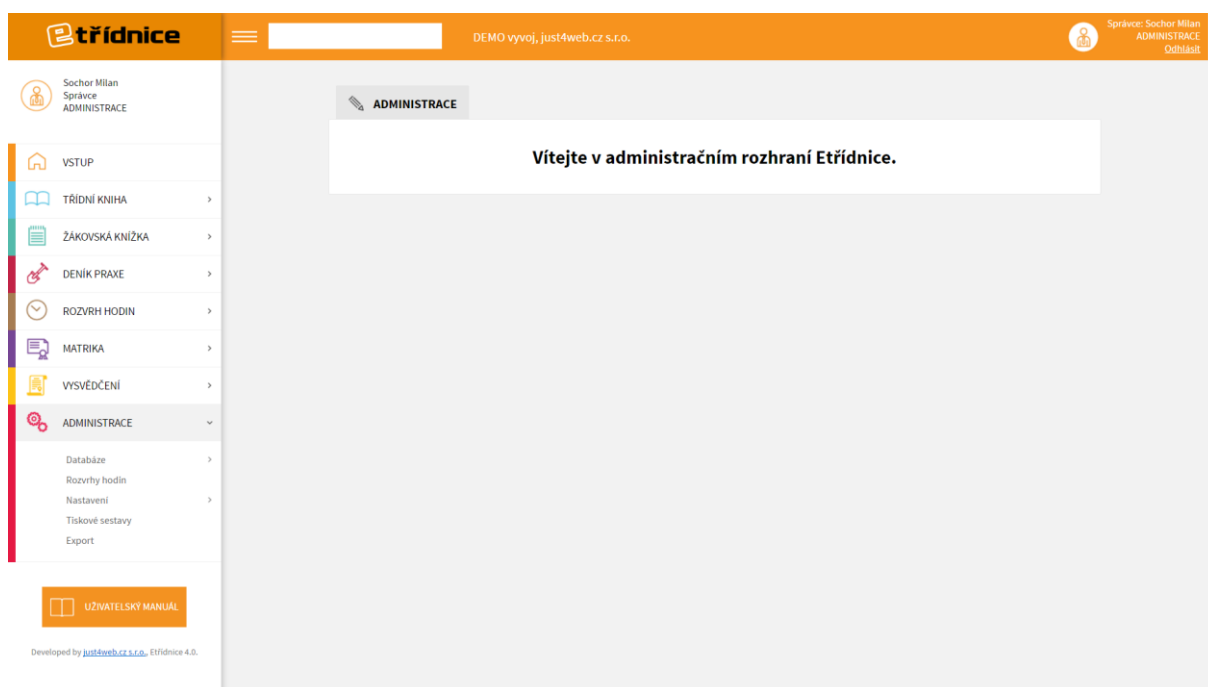 etřídnice
DEMO vyvoj, just4web.cz s.r.o.
Správce: Sochor Milan
ADMINISTRACE
Odhlásit
Sochor Milan
Správce
ADMINISTRACE
VSTUP
TŘÍDNÍ KNIHA
ŽÁKOVSKÁ KNÍŽKA
DENÍK PRAXE
ROZVRH HODIN
MATRIKA
VYSVĚDČENÍ
ADMINISTRACE
Databáze
Rozvrhy hodin
Nastavení
Tiskové sestavy
Export
UŽIVATELSKÝ MANUÁL
Developed by just4web.cz s.r.o., Etřídnice 4.0.
ADMINISTRACE
Vítejte v administračním rozhraní Etřídnice.